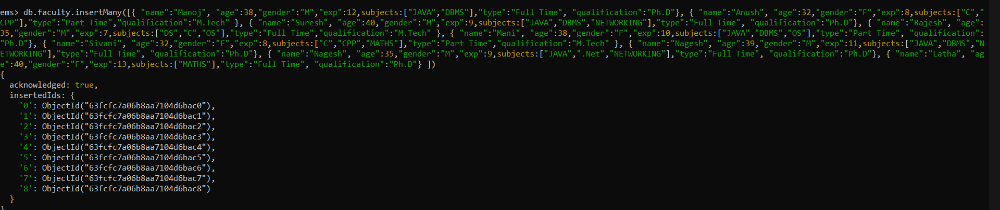 ems> db.faculty.insertMany([{ "name":"Manoj", "age":38,"gender":"M","exp":12,subjects:["JAVA","DBMS"],"type":"Full Time", "qualification":"Ph.D"}, { "name":"Anush", "age":32,"gender":"F","exp":8,subjects:["C","
CPP"],"type":"Part Time","qualification":"M.Tech" }, { "name":"Suresh", "age":40,"gender":"M","exp":9,subjects:["JAVA","DBMS","NETWORKING"],"type":"Full Time", "qualification":"Ph.D"}, { "name":"Rajesh", "age":
35,"gender":"M","exp":7,subjects:["DS","C","OS"],"type":"Full Time","qualification":"M.Tech" }, { "name":"Mani", "age":38,"gender":"F","exp":10,subjects:["JAVA","DBMS","OS"],"type":"Part Time", "qualification":
"Ph.D"}, { "name":"Sivani", "age":32,"gender":"F","exp":8,subjects:["C","CPP","MATHS"],"type":"Part Time","qualification":"M.Tech" }, { "name":"Nagesh", "age":39,"gender":"M","exp":11,subjects:["JAVA","DBMS","N
ETWORKING"],"type":"Full Time", "qualification":"Ph.D"}, { "name":"Nagesh", "age":35,"gender":"M","exp":9,subjects:["JAVA",".Net","NETWORKING"],"type":"Full Time", "qualification":"Ph.D"}, { "name":"Latha", "ag
e":40,"gender":"F","exp":13,subjects:["MATHS"],"type":"Full Time", "qualification":"Ph.D"} ])
{
  acknowledged: true,
  insertedIds: {
    '0': ObjectId("63fcfc7a06b8aa7104d6bac0"),
    '1': ObjectId("63fcfc7a06b8aa7104d6bac1"),
    '2': ObjectId("63fcfc7a06b8aa7104d6bac2"),
    '3': ObjectId("63fcfc7a06b8aa7104d6bac3"),
    '4': ObjectId("63fcfc7a06b8aa7104d6bac4"),
    '5': ObjectId("63fcfc7a06b8aa7104d6bac5"),
    '6': ObjectId("63fcfc7a06b8aa7104d6bac6"),
    '7': ObjectId("63fcfc7a06b8aa7104d6bac7"),
    '8': ObjectId("63fcfc7a06b8aa7104d6bac8")
  }
}